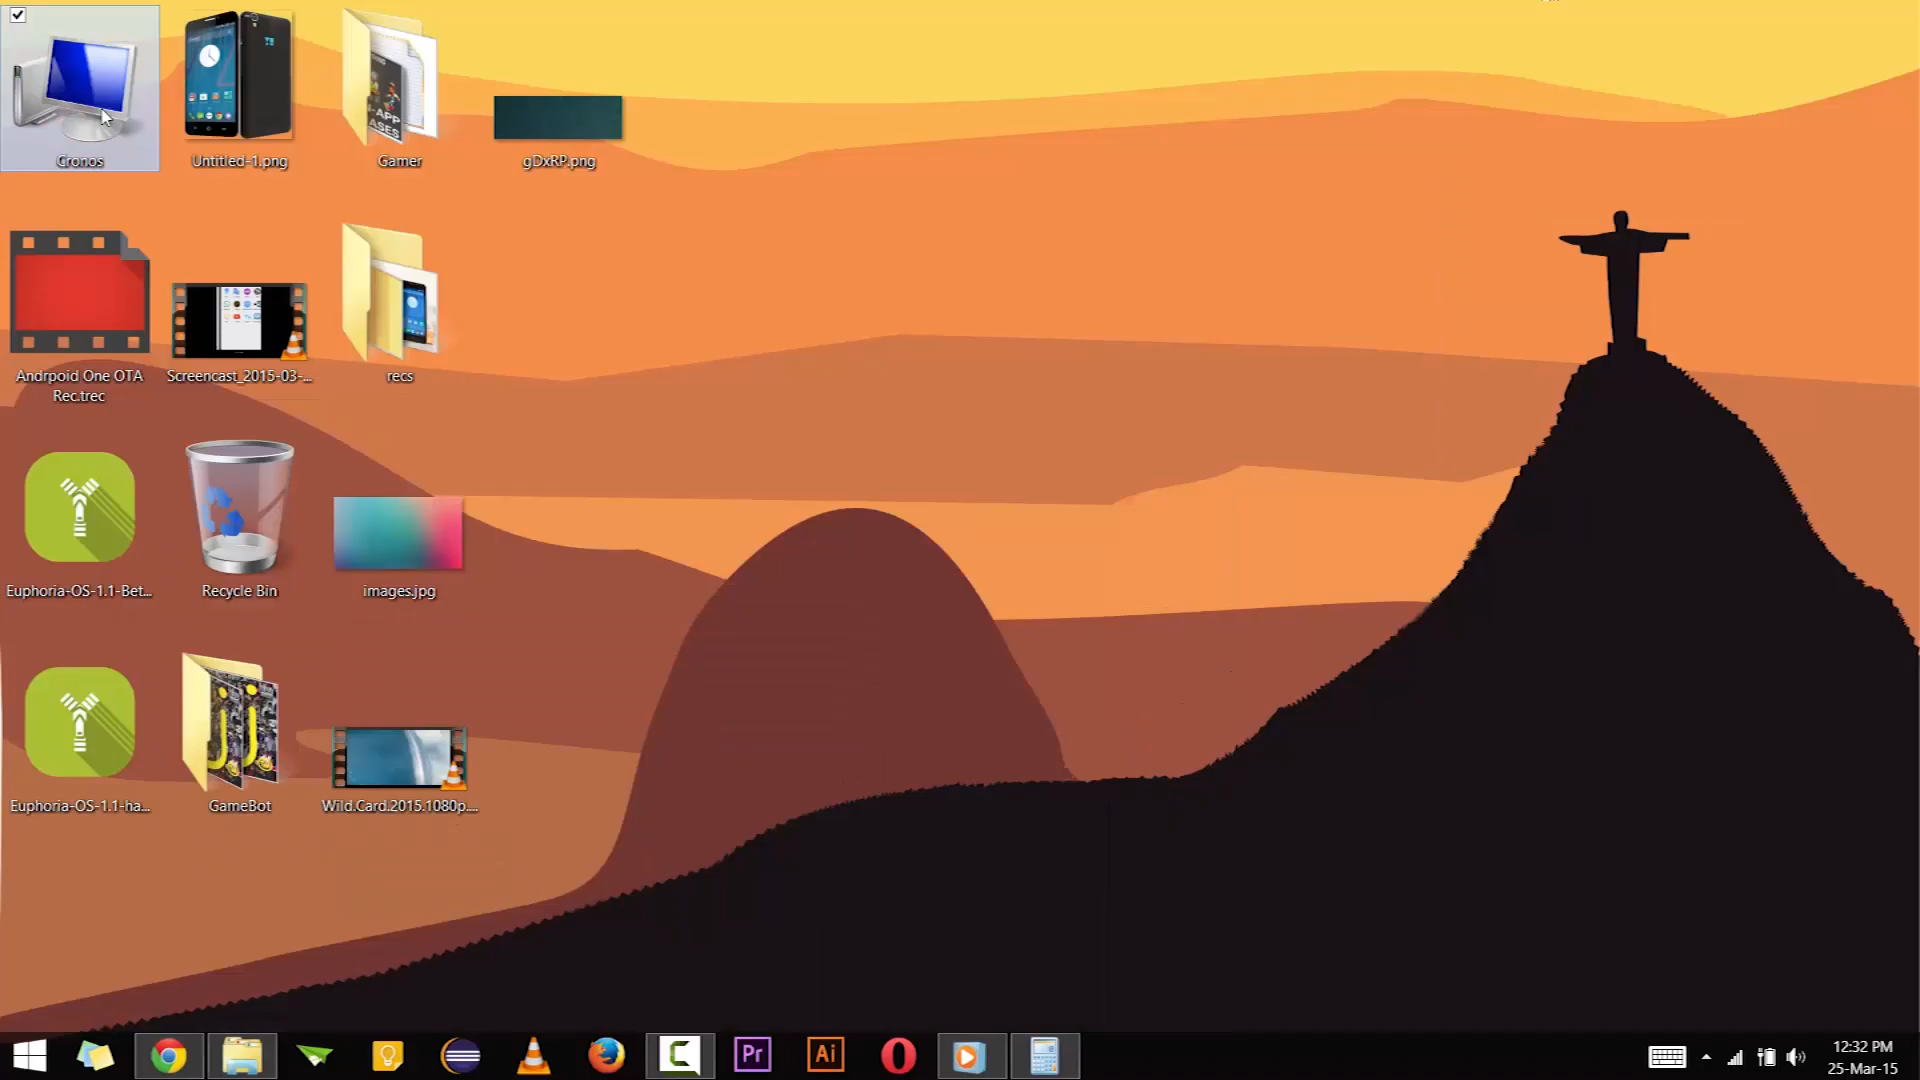 Cronos
Untitled-1.png
Gamer
gDxRP.png
Andrpoid One OTA
Rec.trec
Screencast_2015-03-...
recs
Euphoria-OS-1.1-Bet...
Recycle Bin
images.jpg
Euphoria-OS-1.1-ha...
GameBot
Wild.Card.2015.1080p....
Pr
Ai
12:32 PM
25-Mar-15